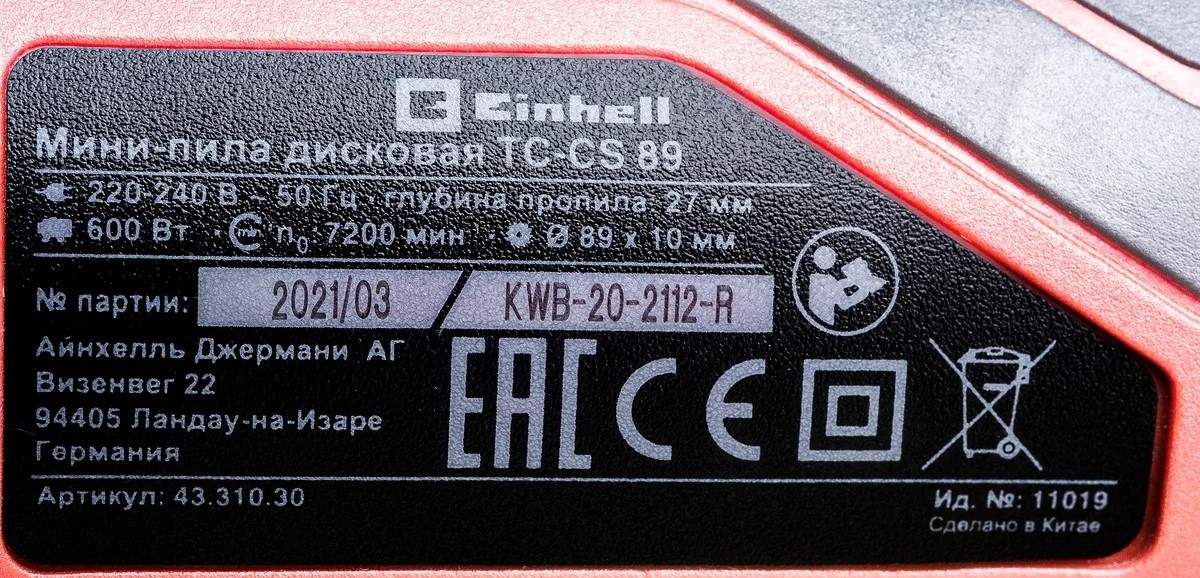 Einhell
Мини-пила дисковая TC-CS 89
220-240 В ~ 50 Гц · глубина пропила 27 мм
600 Вт · n₀: 7200 мин · Ø 89 x 10 мм
№ партии: 2021/03 / KWB-20-2112-R
Айнхелль Джермани АГ
Визенвег 22
94405 Ландау-на-Изаре
Германия
EAC CE
Артикул: 43.310.30
Ид. №: 11019
Сделано в Китае